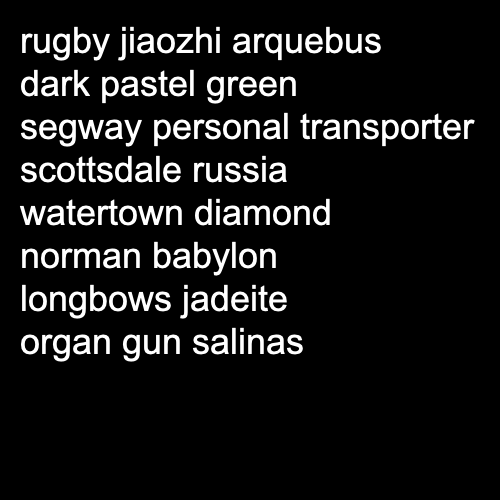 rugby jiaozhi arquebus
dark pastel green
segway personal transporter
scottsdale russia
watertown diamond
norman babylon
longbows jadeite
organ gun salinas